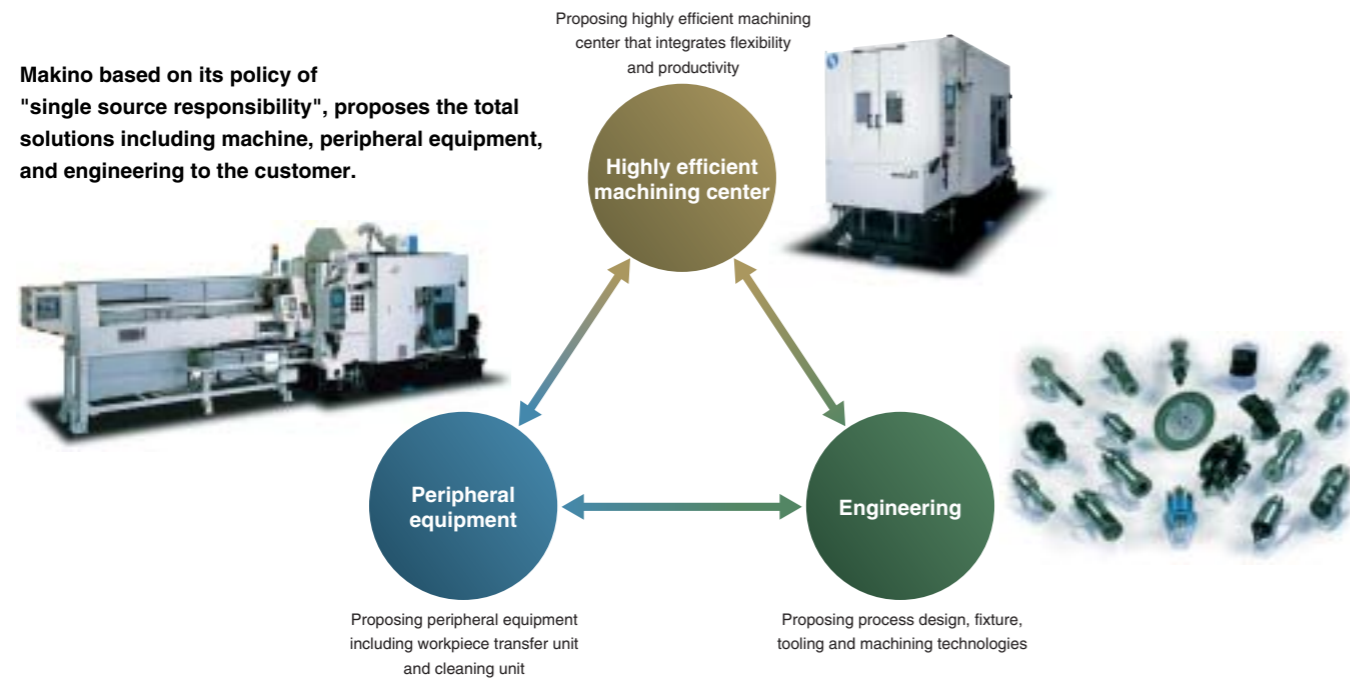 Proposing highly efficient machining
center that integrates flexibility
and productivity
Makino based on its policy of
"single source responsibility", proposes the total
solutions including machine, peripheral equipment,
and engineering to the customer.
Highly efficient
machining center
Peripheral
equipment
Engineering
Proposing peripheral equipment
including workpiece transfer unit
and cleaning unit
Proposing process design, fixture,
tooling and machining technologies